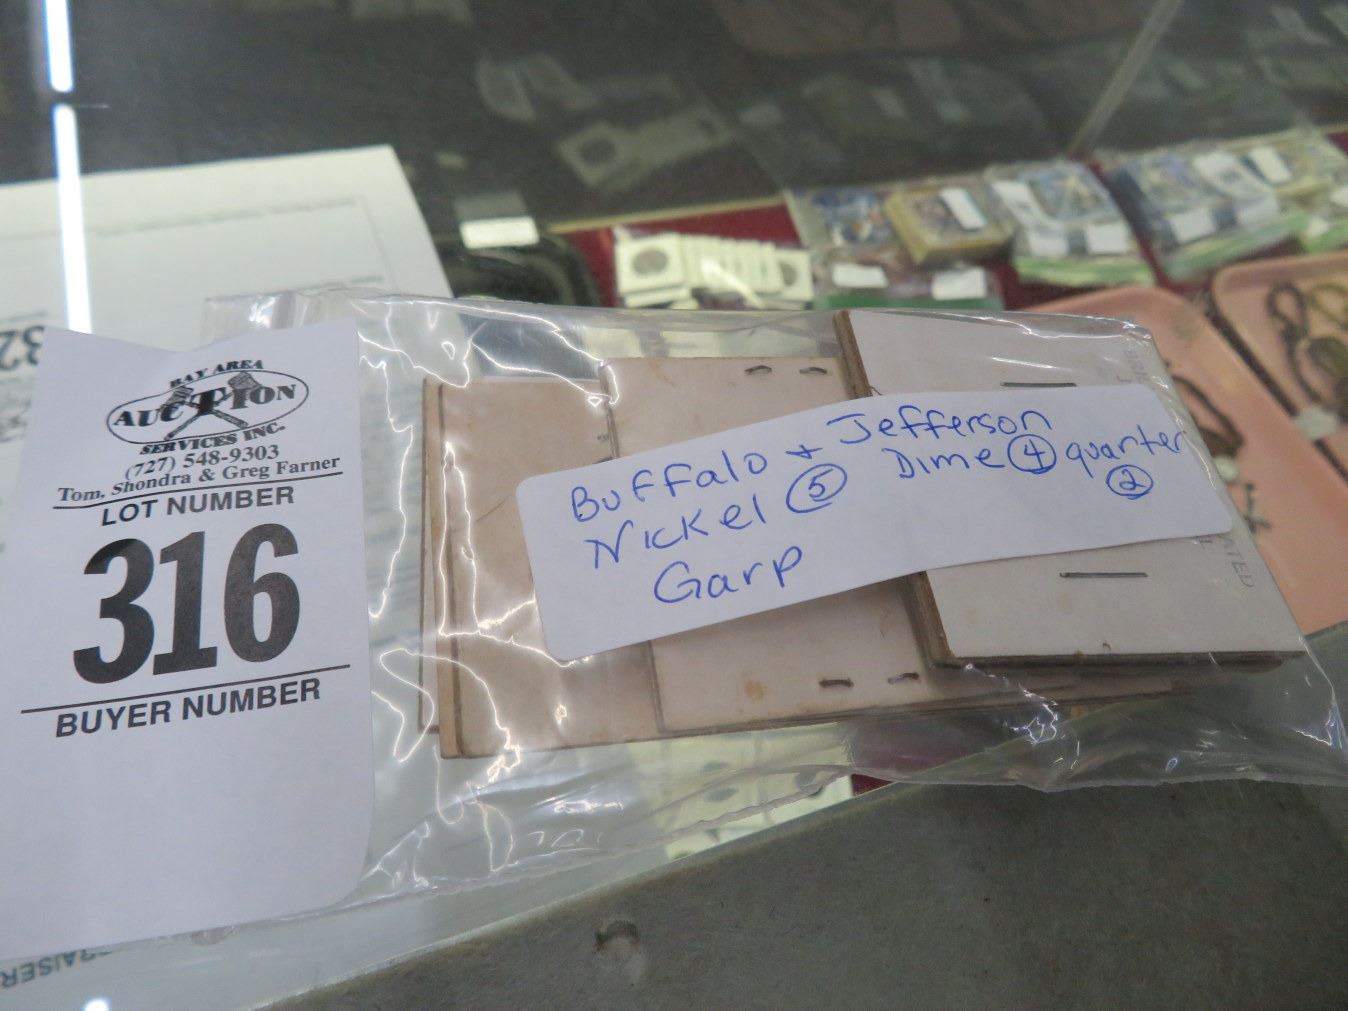 BAY AREA
AUCTION
SERVICES INC.
(727) 548-9303
Tom, Shondra & Greg Farner
LOT NUMBER
316
BUYER NUMBER
Buffalo + Jefferson
Nickel 5 Dime 4 quarter 2
Garp